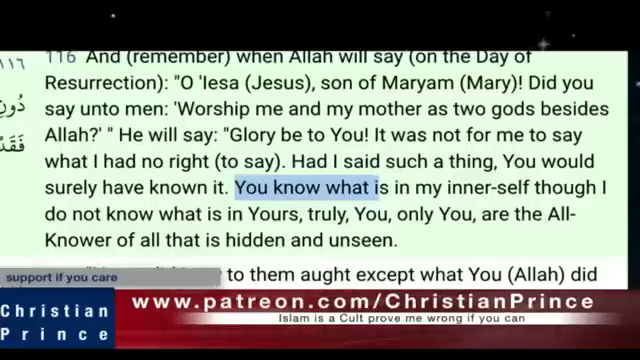 116 And (remember) when Allah will say (on the Day of
١١٦
Resurrection): "O 'Iesa (Jesus), son of Maryam (Mary)! Did you
say unto men: 'Worship me and my mother as two gods besides
Allah?' " He will say: "Glory be to You! It was not for me to say
what I had no right (to say). Had I said such a thing, You would
surely have known it. You know what is in my inner-self though I
do not know what is in Yours, truly, You, only You, are the All-
Knower of all that is hidden and unseen.
to them aught except what You (Allah) did
support if you care
Christian
Prince
www.patreon.com/ChristianPrince
Islam is a Cult prove me wrong if you can